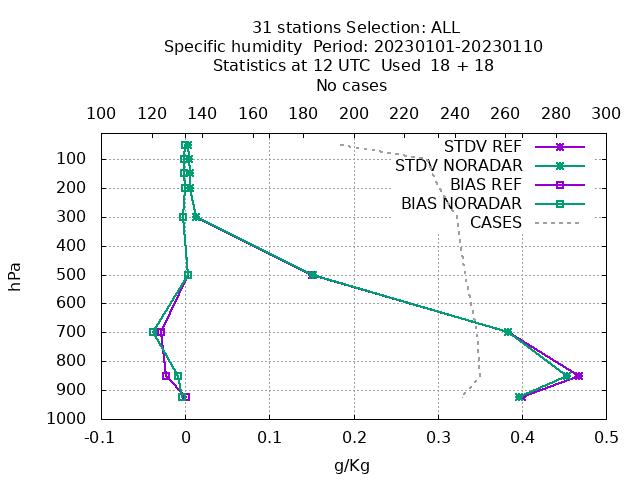 31 stations Selection: ALL
Specific humidity  Period: 20230101-20230110
Statistics at 12 UTC  Used  18 + 18
No cases
100 120 140 160 180 200 220 240 260 280 300
STDV REF
STDV NORADAR
BIAS REF
BIAS NORADAR
CASES
hPa
100
200
300
400
500
600
700
800
900
1000
-0.1 0 0.1 0.2 0.3 0.4 0.5
g/Kg